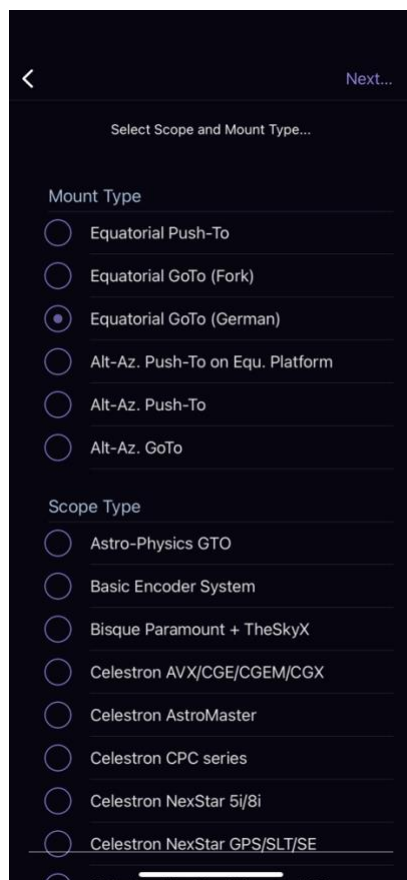 Next...
Select Scope and Mount Type...
Mount Type
Equatorial Push-To
Equatorial GoTo (Fork)
Equatorial GoTo (German)
Alt-Az. Push-To on Equ. Platform
Alt-Az. Push-To
Alt-Az. GoTo
Scope Type
Astro-Physics GTO
Basic Encoder System
Bisque Paramount + TheSkyX
Celestron AVX/CGE/CGEM/CGX
Celestron AstroMaster
Celestron CPC series
Celestron NexStar 5i/8i
Celestron NexStar GPS/SLT/SE